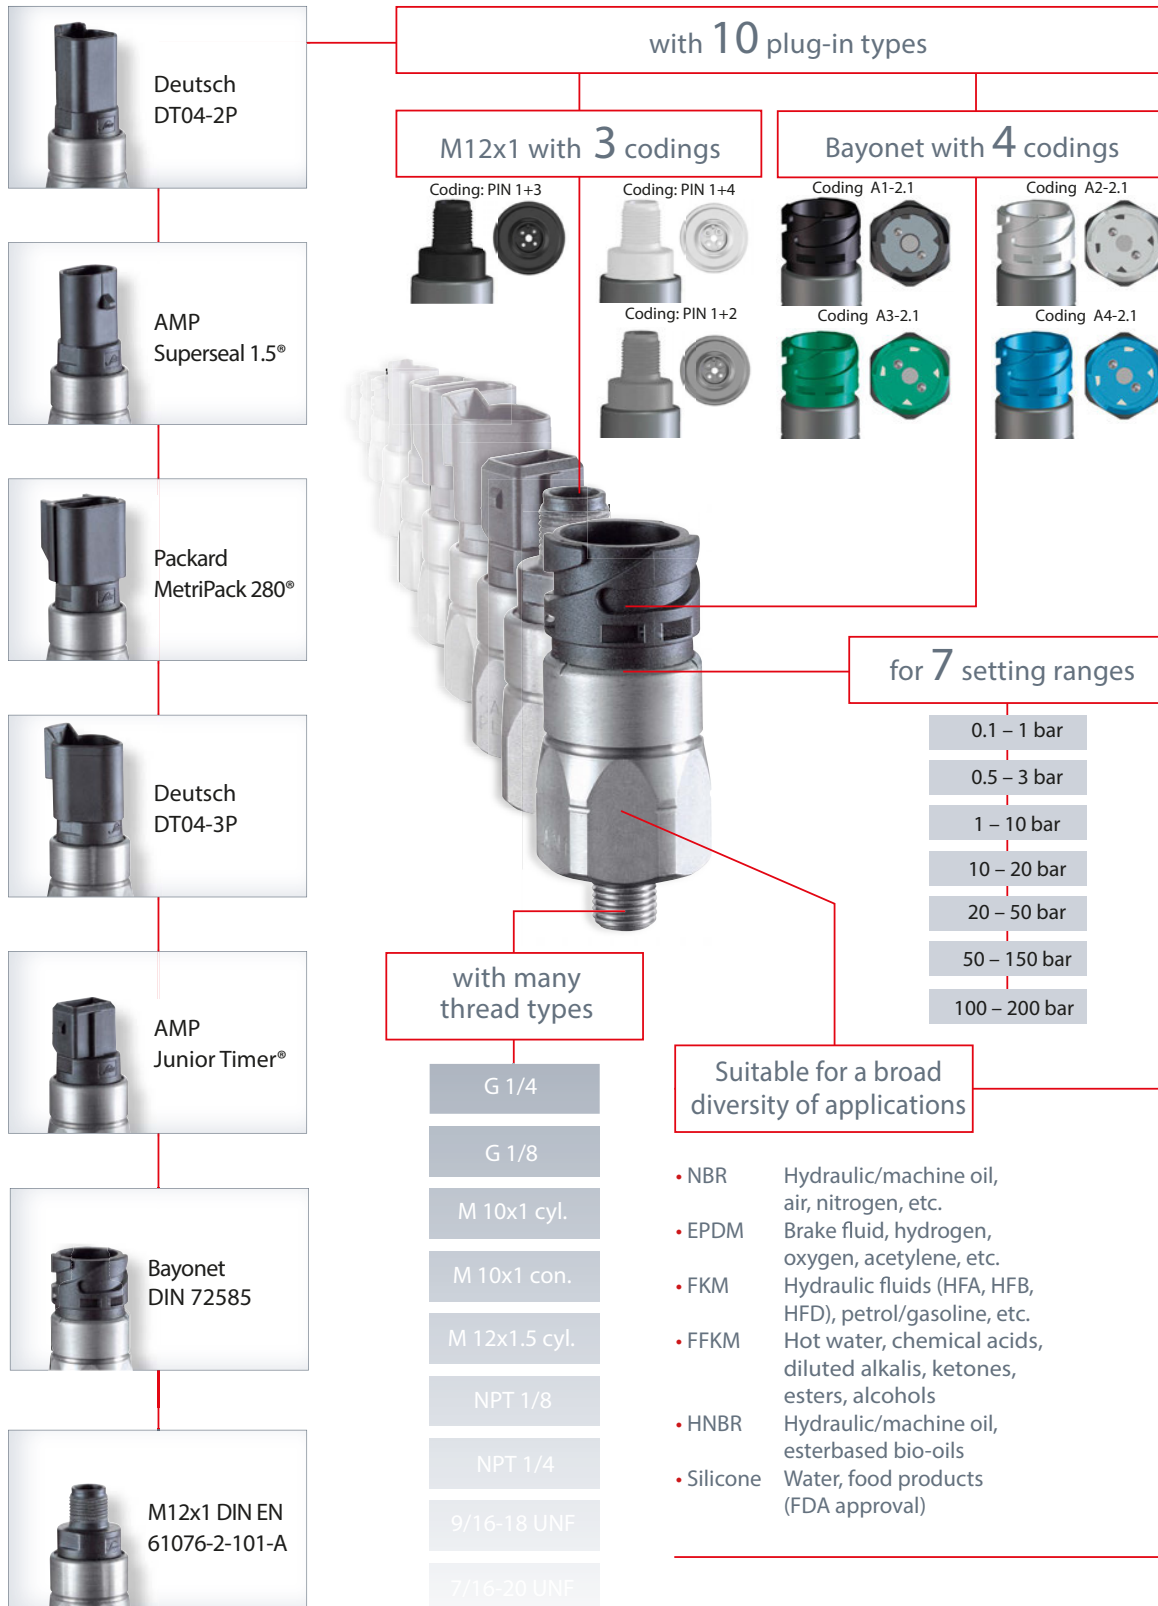 Deutsch
DT04-2P
AMP
Superseal 1.5®
Packard
MetriPack 280®
Deutsch
DT04-3P
AMP
Junior Timer®
Bayonet
DIN 72585
M12x1 DIN EN
61076-2-101-A
with 10 plug-in types
M12x1 with 3 codings
Coding: PIN 1+3
Coding: PIN 1+4
Coding: PIN 1+2
Bayonet with 4 codings
Coding A1-2.1
Coding A2-2.1
Coding A3-2.1
Coding A4-2.1
for 7 setting ranges
0.1 – 1 bar
0.5 – 3 bar
1 – 10 bar
10 – 20 bar
20 – 50 bar
50 – 150 bar
100 – 200 bar
with many
thread types
G 1/4
G 1/8
M 10x1 cyl.
M 10x1 con.
M 12x1.5 cyl.
NPT 1/8
NPT 1/4
9/16-18 UNF
7/16-20 UNF
Suitable for a broad
diversity of applications
• NBR Hydraulic/machine oil,
air, nitrogen, etc.
• EPDM Brake fluid, hydrogen,
oxygen, acetylene, etc.
• FKM Hydraulic fluids (HFA, HFB,
HFD), petrol/gasoline, etc.
• FFKM Hot water, chemical acids,
diluted alkalis, ketones,
esters, alcohols
• HNBR Hydraulic/machine oil,
esterbased bio-oils
• Silicone Water, food products
(FDA approval)